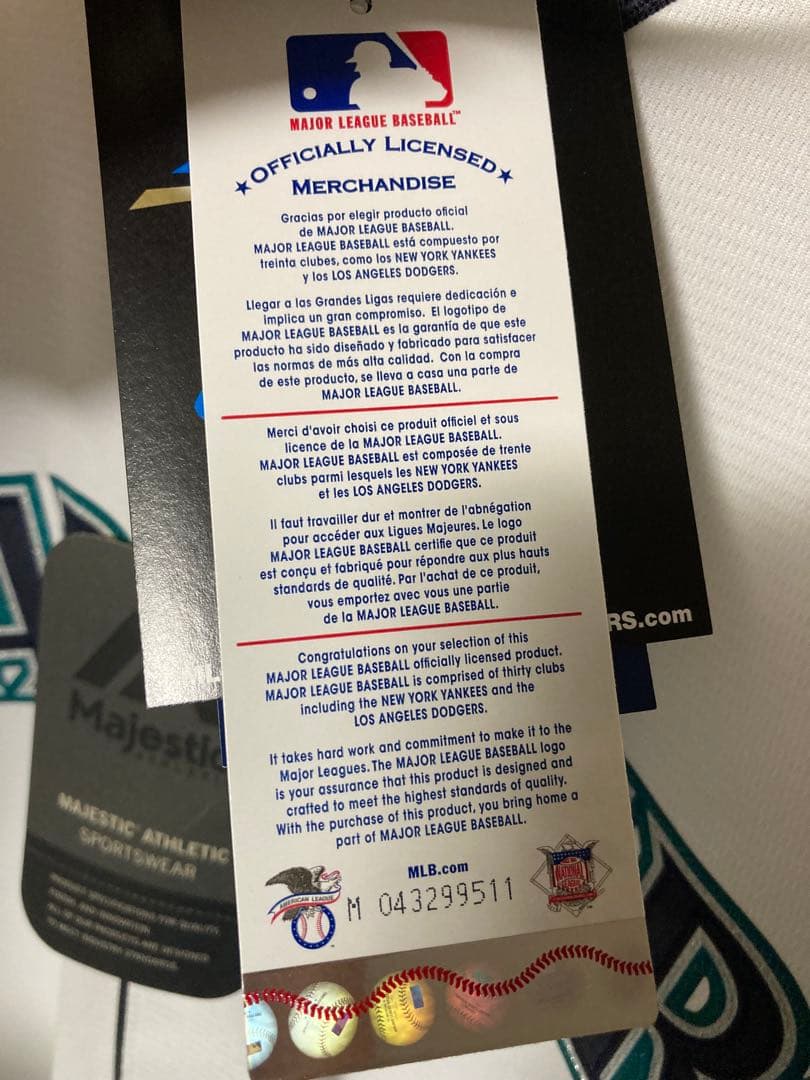 MAJOR LEAGUE BASEBALL™
★OFFICIALLY LICENSED★
MERCHANDISE
Gracias por elegir producto oficial
de MAJOR LEAGUE BASEBALL.
MAJOR LEAGUE BASEBALL está compuesto por
treinta clubes, como los NEW YORK YANKEES
y los LOS ANGELES DODGERS.
Llegar a las Grandes Ligas requiere dedicación e
implica un gran compromiso. El logotipo de
MAJOR LEAGUE BASEBALL es la garantía de que este
producto ha sido diseñado y fabricado para satisfacer
las normas de más alta calidad. Con la compra
de este producto, se lleva a casa una parte de
MAJOR LEAGUE BASEBALL.
Merci d'avoir choisi ce produit officiel et sous
licence de la MAJOR LEAGUE BASEBALL.
MAJOR LEAGUE BASEBALL est composée de trente
clubs parmi lesquels les NEW YORK YANKEES
et les LOS ANGELES DODGERS.
Il faut travailler dur et montrer de l'abnégation
pour accéder aux Ligues Majeures. Le logo
MAJOR LEAGUE BASEBALL certifie que ce produit
est conçu et fabriqué pour répondre aux plus hauts
standards de qualité. Par l'achat de ce produit,
vous emportez avec vous une partie
de la MAJOR LEAGUE BASEBALL.
Congratulations on your selection of this
MAJOR LEAGUE BASEBALL officially licensed product.
MAJOR LEAGUE BASEBALL is comprised of thirty clubs
including the NEW YORK YANKEES and the
LOS ANGELES DODGERS.
It takes hard work and commitment to make it to the
Major Leagues. The MAJOR LEAGUE BASEBALL logo
is your assurance that this product is designed and
crafted to meet the highest standards of quality.
With the purchase of this product, you bring home a
part of MAJOR LEAGUE BASEBALL.
MLB.com
AMERICAN LEAGUE
M 043299511
NATIONAL
LEAGUE
RS.com
Majestic
MAJESTIC ATHLETIC
SPORTSWEAR